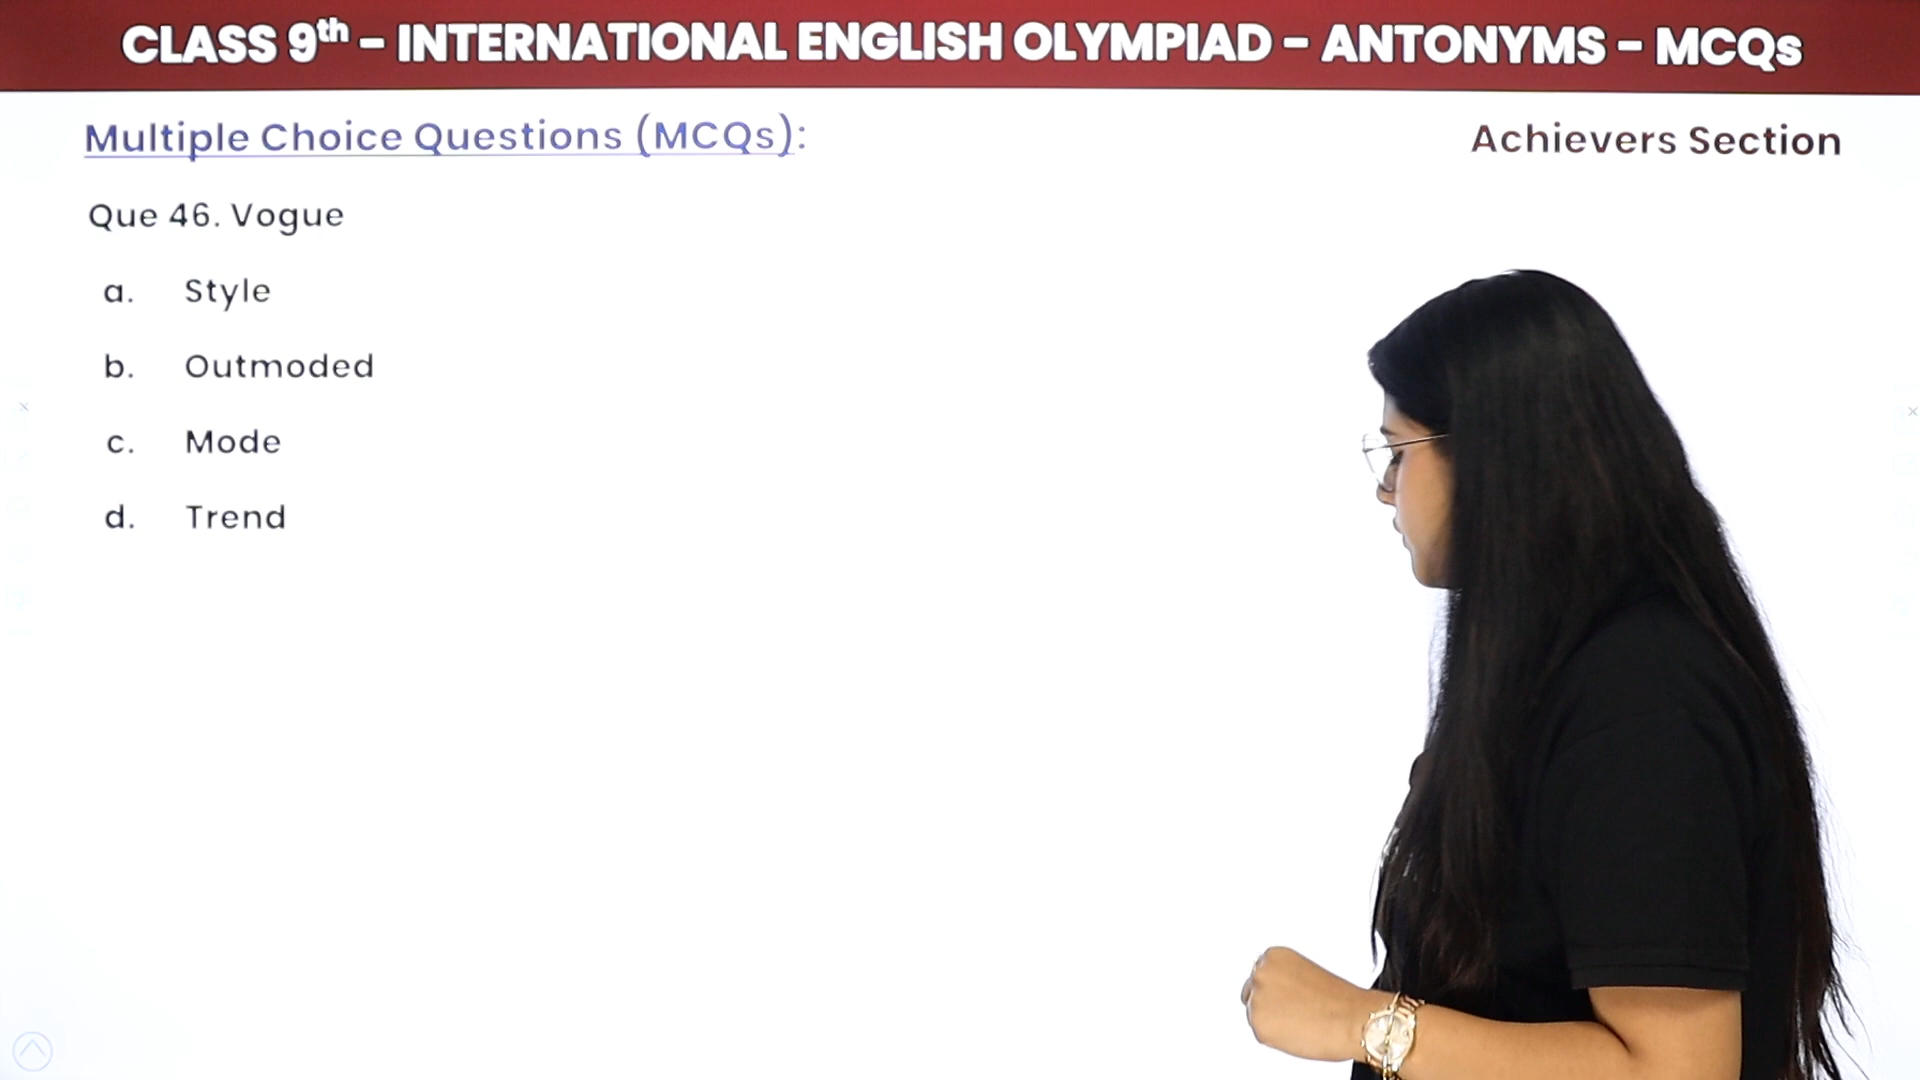 CLASS 9th - INTERNATIONAL ENGLISH OLYMPIAD - ANTONYMS - MCQs
Multiple Choice Questions (MCQs):
Achievers Section
Que 46. Vogue
a. Style
b. Outmoded
c. Mode
d. Trend